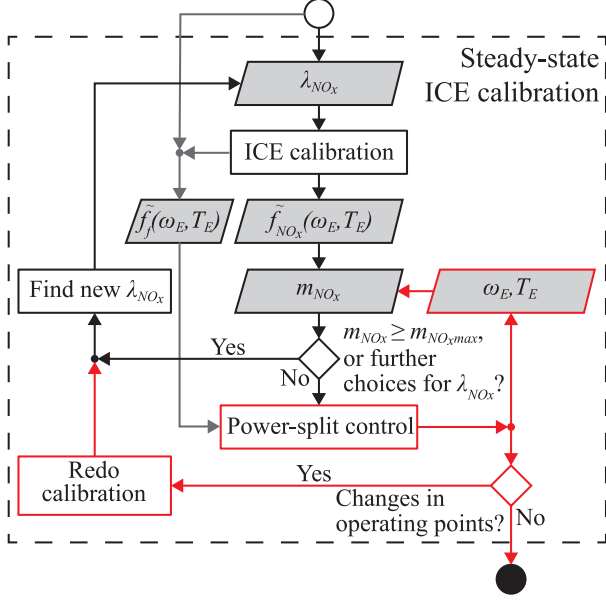 Steady-state
ICE calibration
λ_NOx
ICE calibration
f̃_f(ω_E,T_E)
f̃_NOx(ω_E,T_E)
Find new λ_NOx
m_NOx
ω_E,T_E
m_NOx ≥ m_NOxmax,
or further
choices for λ_NOx?
Yes
No
Power-split control
Redo
calibration
Yes
Changes in
operating points?
No